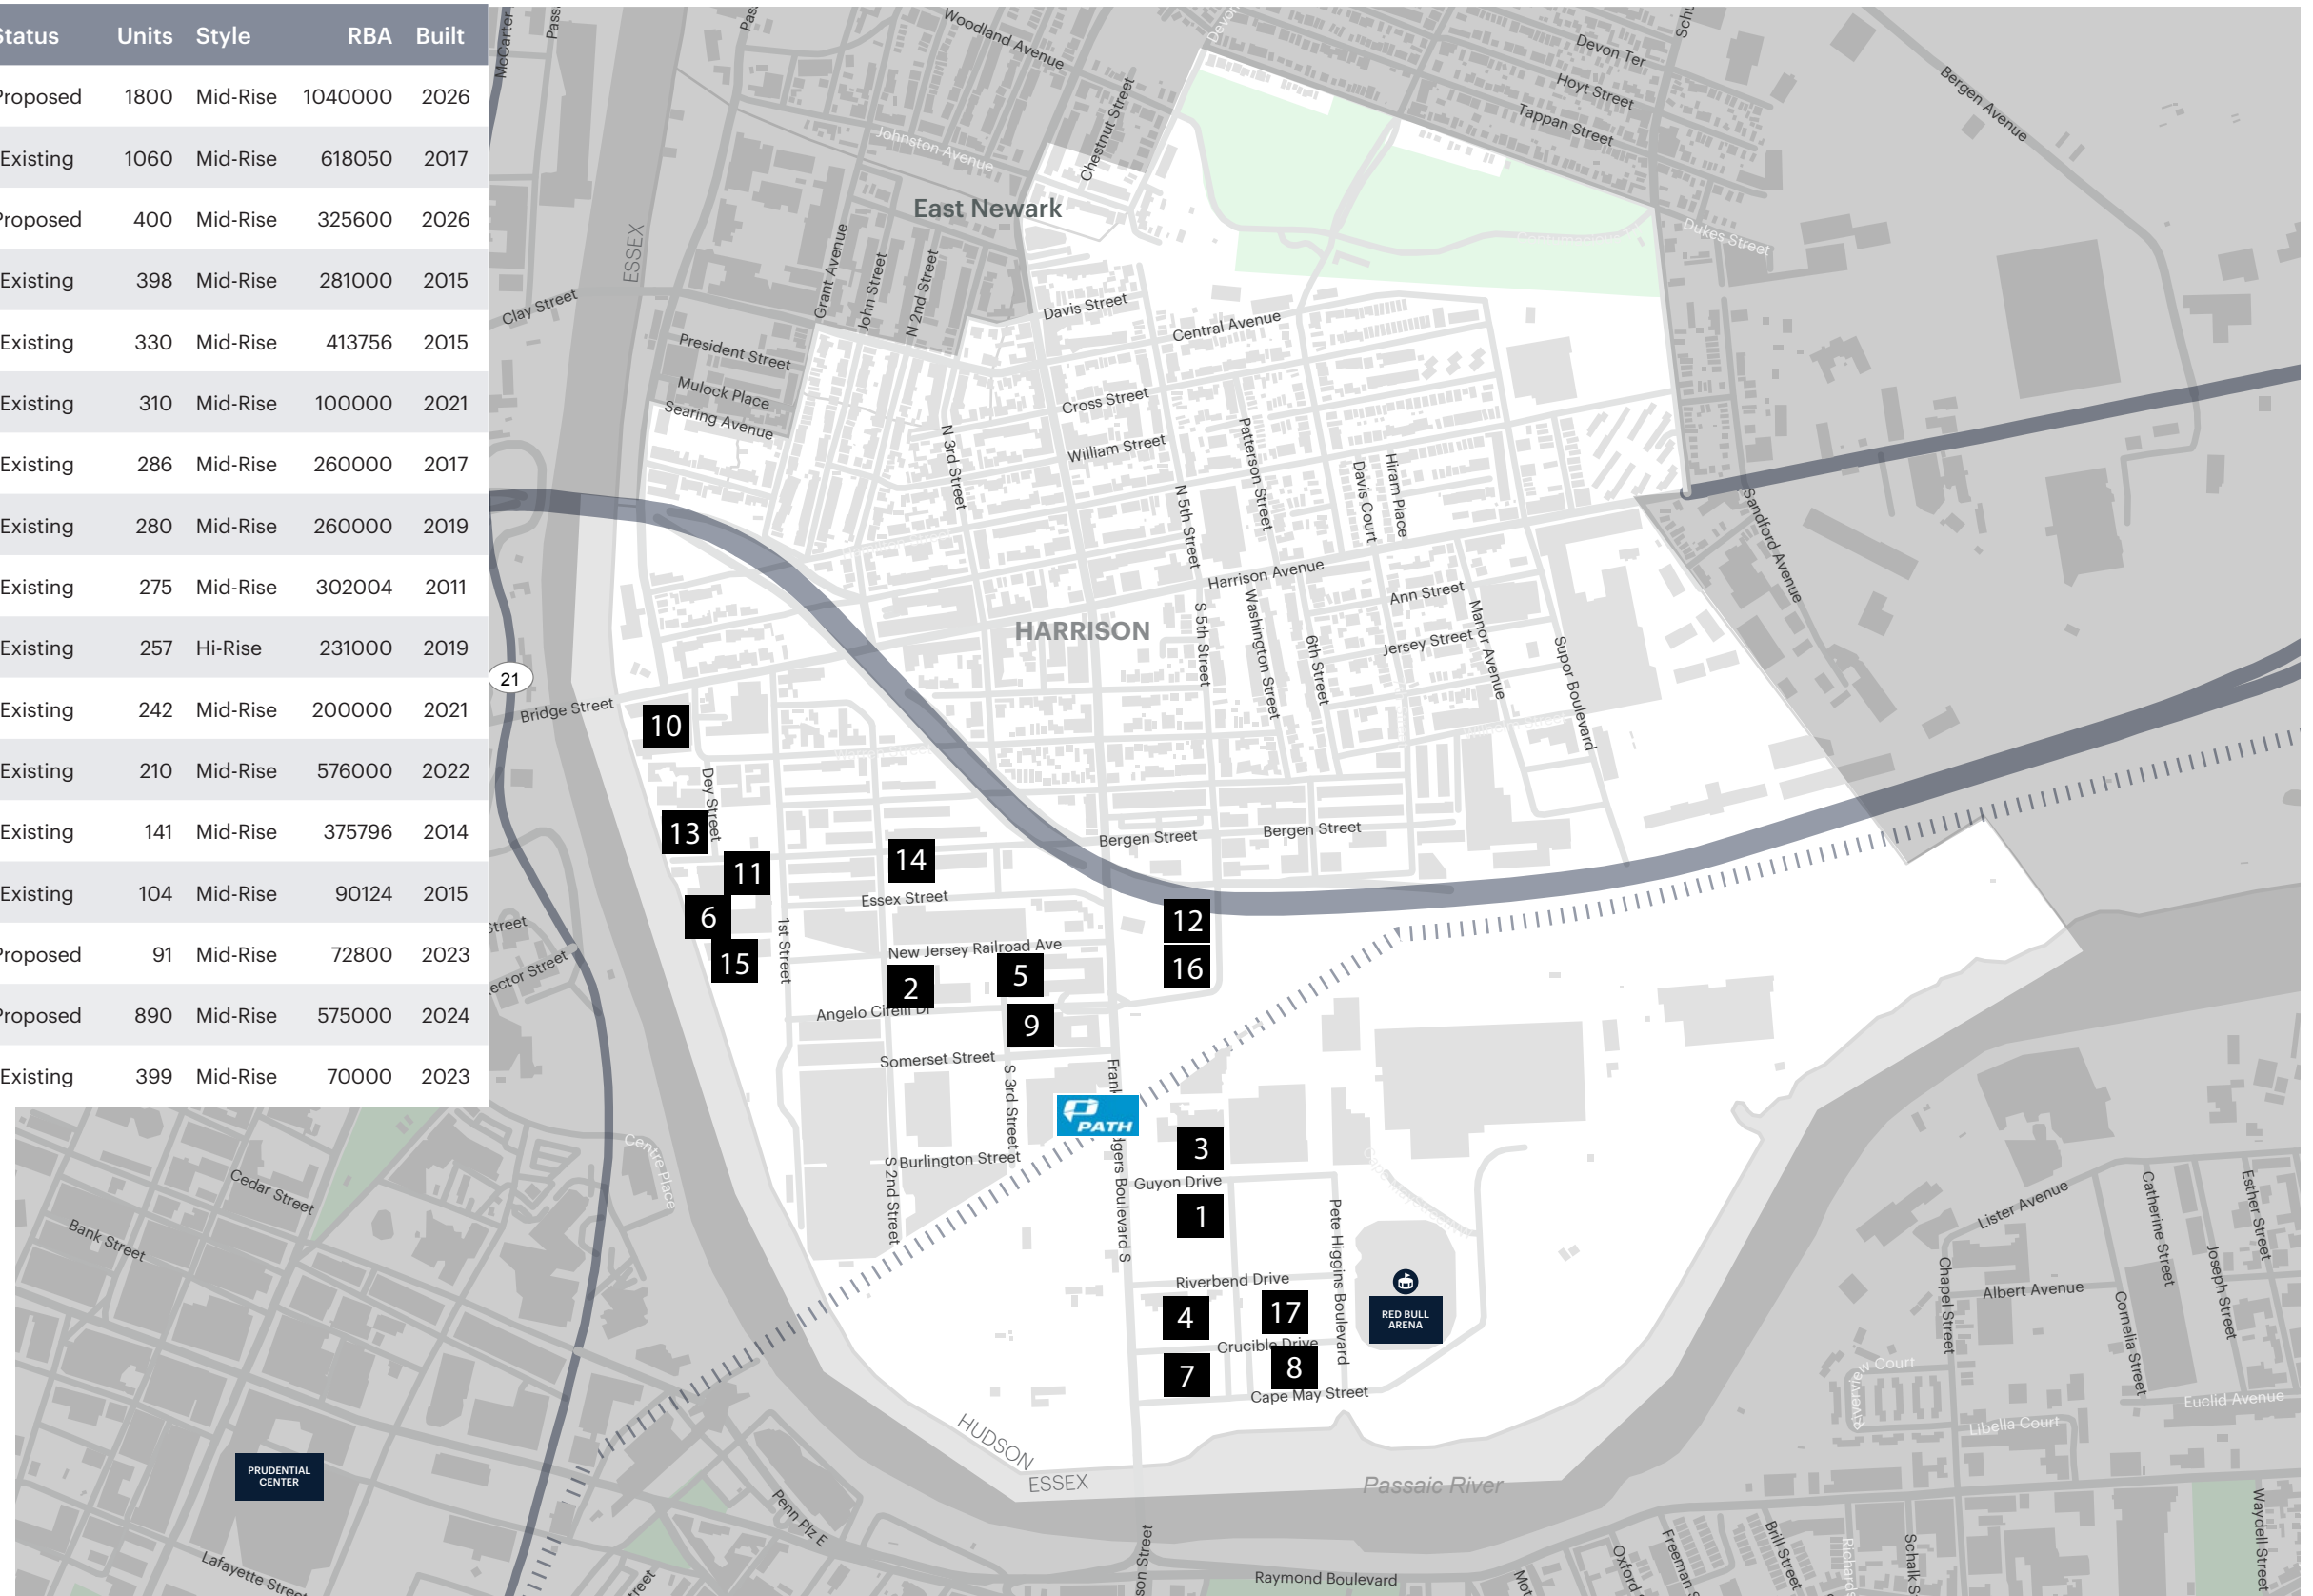 Status Units Style RBA Built
Proposed 1800 Mid-Rise 1040000 2026
Existing 1060 Mid-Rise 618050 2017
Proposed 400 Mid-Rise 325600 2026
Existing 398 Mid-Rise 281000 2015
Existing 330 Mid-Rise 413756 2015
Existing 310 Mid-Rise 100000 2021
Existing 286 Mid-Rise 260000 2017
Existing 280 Mid-Rise 260000 2019
Existing 275 Mid-Rise 302004 2011
Existing 257 Hi-Rise 231000 2019
Existing 242 Mid-Rise 200000 2021
Existing 210 Mid-Rise 576000 2022
Existing 141 Mid-Rise 375796 2014
Existing 104 Mid-Rise 90124 2015
Proposed 91 Mid-Rise 72800 2023
Proposed 890 Mid-Rise 575000 2024
Existing 399 Mid-Rise 70000 2023
McCarter
Woodland Avenue
Chestnut Street
Johnston Avenue
East Newark
Devon Ter
Hoyt Street
Tappan Street
Bergen Avenue
Dukes Street
ESSEX
Clay Street
Grant Avenue
John Street
N 2nd Street
Davis Street
Central Avenue
President Street
Mulock Place
Searing Avenue
Cross Street
William Street
N 3rd Street
N 5th Street
Patterson Street
Davis Court
Hiram Place
Sandford Avenue
Harrison Avenue
HARRISON
S 5th Street
Washington Street
6th Street
Ann Street
Jersey Street
Manor Avenue
Supor Boulevard
21
Bridge Street
10
Dey Street
13
11
14
Bergen Street
Bergen Street
Essex Street
6
15
1st Street
New Jersey Railroad Ave
2
5
12
16
9
Angelo Cifelli Dr
Somerset Street
S 3rd Street
PATH
3
Burlington Street
S 2nd Street
Guyon Drive
1
Pete Higgins Boulevard
Riverbend Drive
4
17
RED BULL
ARENA
Crucible Drive
7
8
Cape May Street
HUDSON
ESSEX
Passaic River
Centre Place
Cedar Street
Bank Street
PRUDENTIAL
CENTER
Penn Plz E
Lafayette Street
Raymond Boulevard
Lister Avenue
Catherine Street
Esther Street
Joseph Street
Chapel Street
Albert Avenue
Cornelia Street
Euclid Avenue
Libella Court
Brill Street
Waydell Street